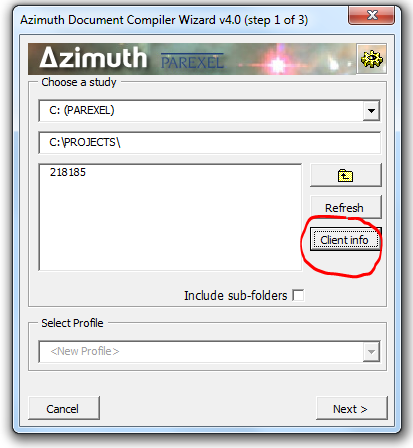 Azimuth Document Compiler Wizard v4.0 (step 1 of 3)
Azimuth PAREXEL
Choose a study
C: (PAREXEL)
C:\PROJECTS\
218185
Refresh
Client info
Include sub-folders
Select Profile
<New Profile>
Cancel
Next >